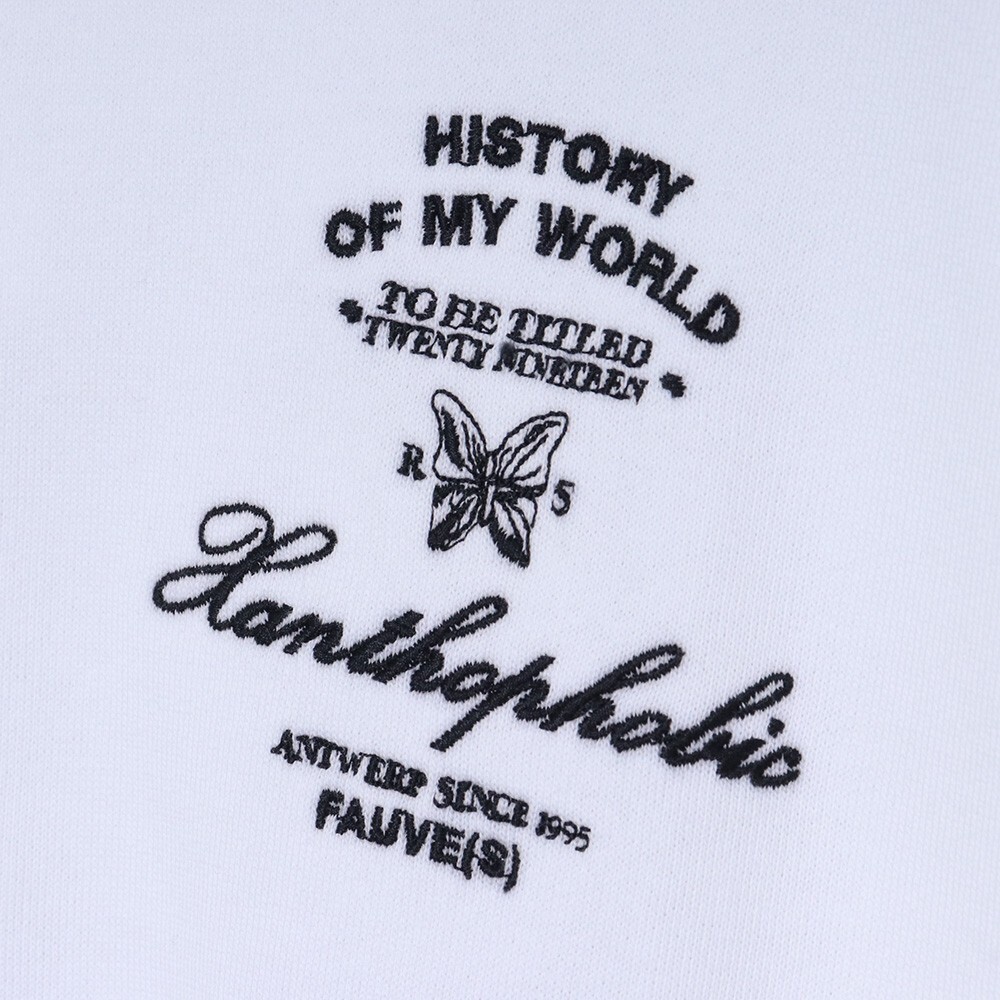 HISTORY
OF MY WORLD
TO BE TITLED
TWENTY NINETEEN
R 5
Xanthophobic
ANTWERP SINCE 1995
FAUVE(S)